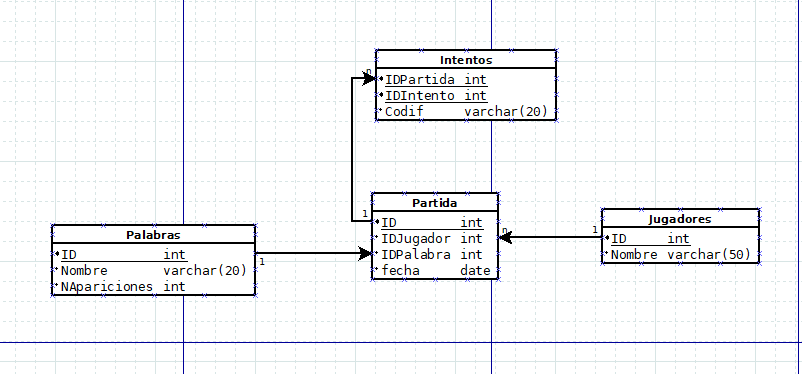 Intentos
n
IDPartida int
IDIntento int
Codif varchar(20)
Partida
1
ID int
IDJugador int
IDPalabra int
fecha date
Palabras
ID int
Nombre varchar(20)
NApariciones int
1
Jugadores
n
1
ID int
Nombre varchar(50)